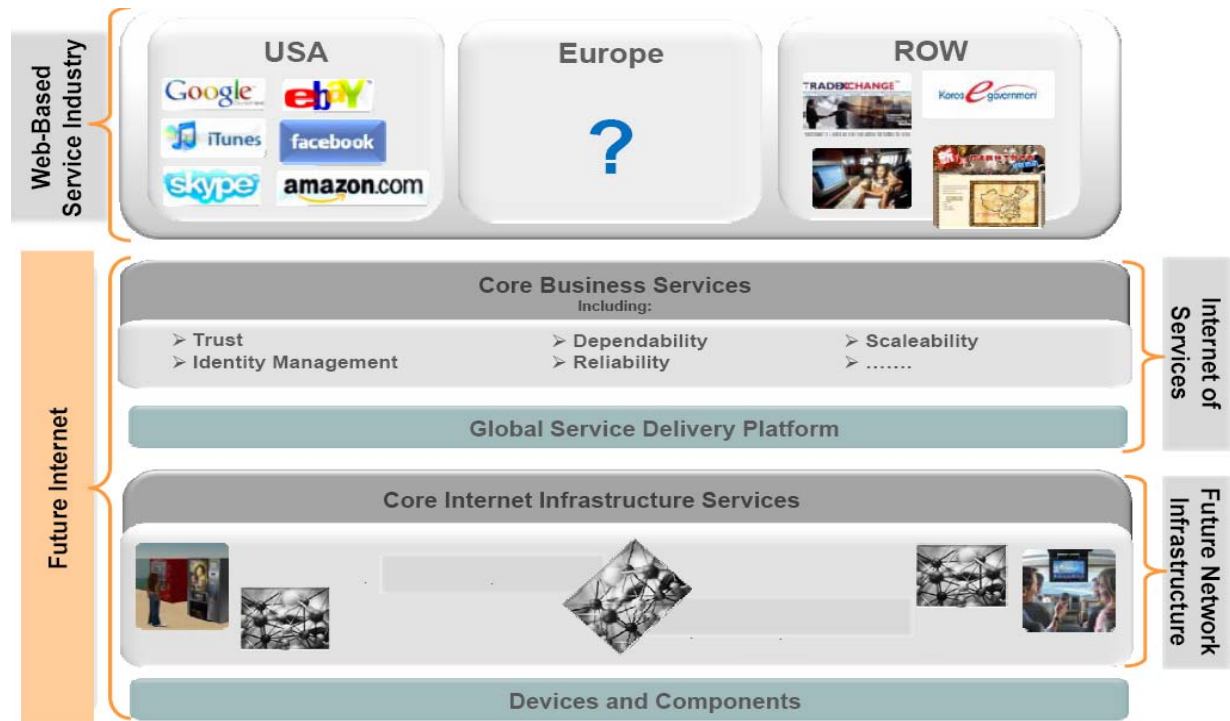 Web-Based
Service Industry
USA
Google
ebaY
iTunes
facebook
skype
amazon.com
Europe
?
ROW
TRADEXCHANGE
Korea e government
Future Internet
Core Business Services
Including:
➢ Trust
➢ Identity Management
➢ Dependability
➢ Reliability
➢ Scaleability
➢ .......
Global Service Delivery Platform
Internet of
Services
Core Internet Infrastructure Services
Future Network
Infrastructure
Devices and Components